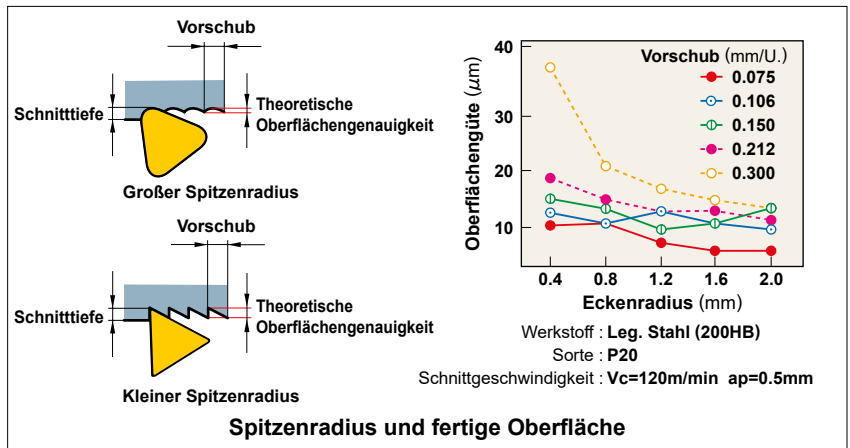 Vorschub
Schnitttiefe
Theoretische
Oberflächengenauigkeit
Großer Spitzenradius
Vorschub
Schnitttiefe
Theoretische
Oberflächengenauigkeit
Kleiner Spitzenradius
Oberflächengüte (µm)
40
30
20
10
Vorschub (mm/U.)
0.075
0.106
0.150
0.212
0.300
0.4 0.8 1.2 1.6 2.0
Eckenradius (mm)
Werkstoff : Leg. Stahl (200HB)
Sorte : P20
Schnittgeschwindigkeit : Vc=120m/min ap=0.5mm
Spitzenradius und fertige Oberfläche